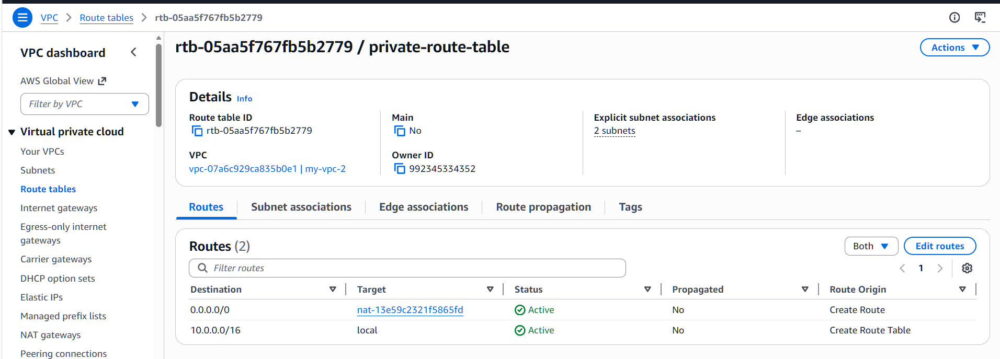 VPC > Route tables > rtb-05aa5f767fb5b2779
VPC dashboard
AWS Global View
Filter by VPC
Virtual private cloud
Your VPCs
Subnets
Route tables
Internet gateways
Egress-only internet
gateways
Carrier gateways
DHCP option sets
Elastic IPs
Managed prefix lists
NAT gateways
Peering connections
rtb-05aa5f767fb5b2779 / private-route-table
Actions
Details Info
Route table ID
rtb-05aa5f767fb5b2779
Main
No
Explicit subnet associations
2 subnets
Edge associations
–
VPC
vpc-07a6c929ca835b0e1 | my-vpc-2
Owner ID
992345334352
Routes Subnet associations Edge associations Route propagation Tags
Routes (2)
Both Edit routes
Filter routes
1
Destination Target Status Propagated Route Origin
0.0.0.0/0 nat-13e59c2321f5865fd Active No Create Route
10.0.0.0/16 local Active No Create Route Table